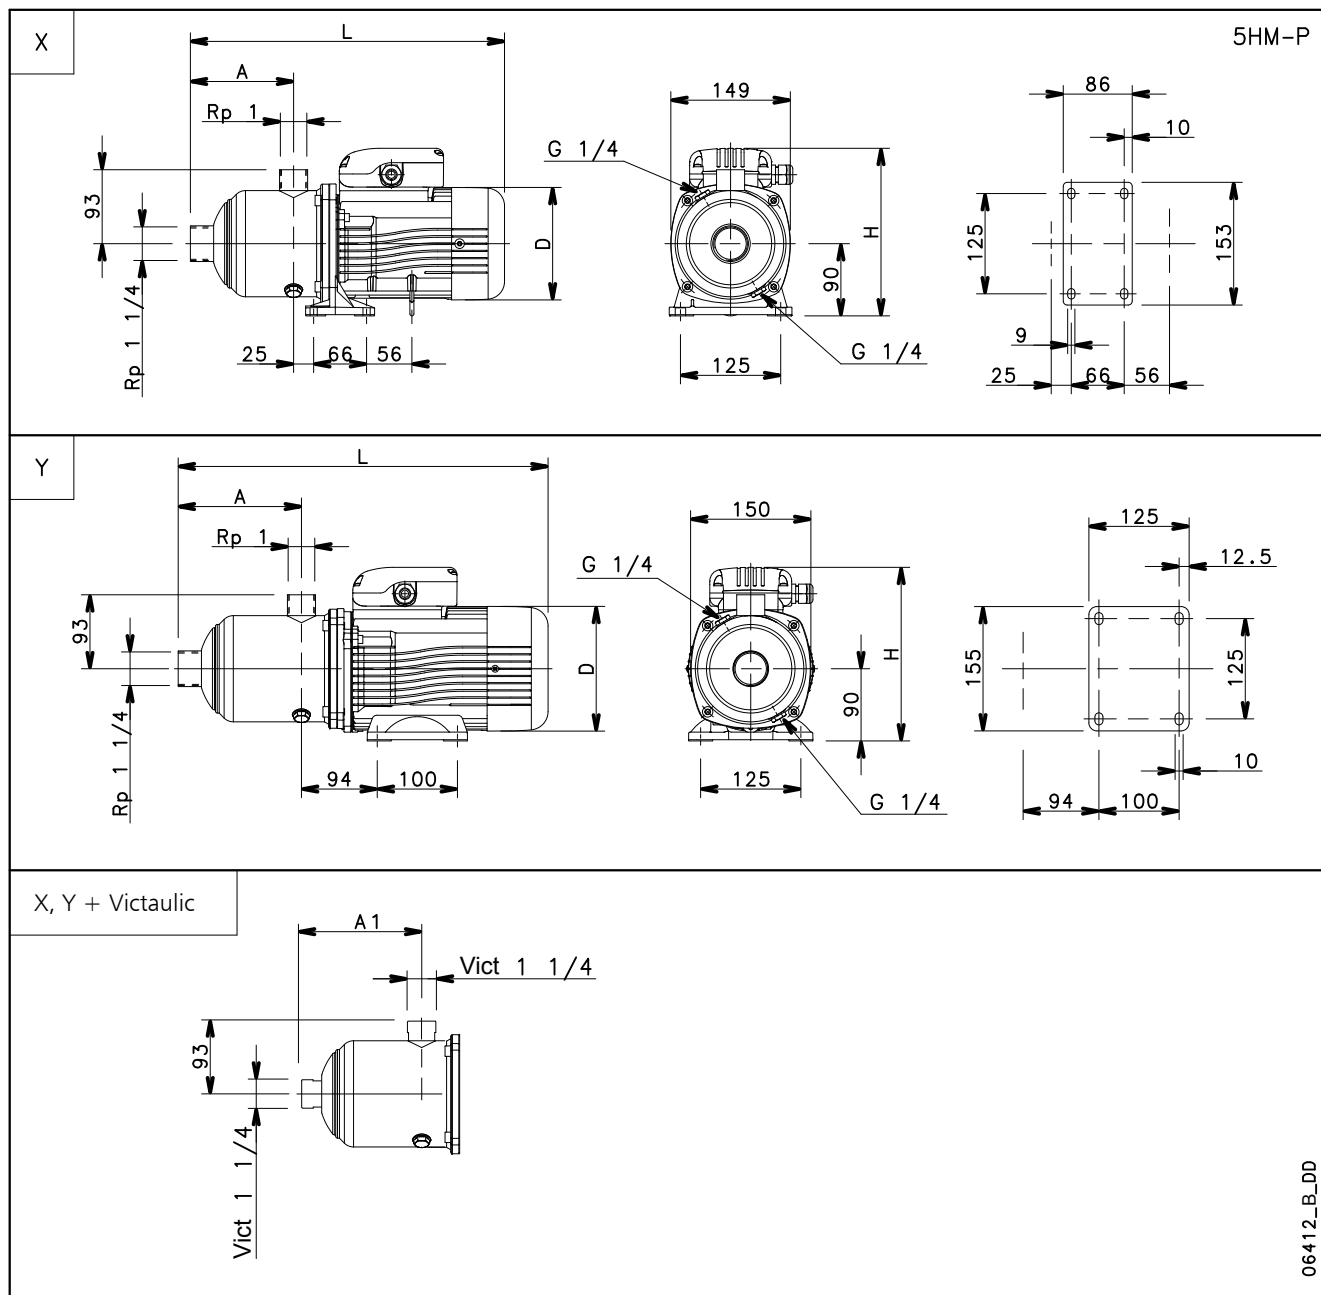 X
5HM-P
L
A
Rp 1
93
Rp 1 1/4
D
25
66
56
149
G 1/4
H
90
G 1/4
125
86
10
125
153
9
25
66
56
Y
L
A
Rp 1
93
Rp 1 1/4
D
94
100
150
G 1/4
H
90
G 1/4
125
125
12.5
155
125
10
94
100
X, Y + Victaulic
A1
Vict 1 1/4
93
Vict 1 1/4
06412_B_DD